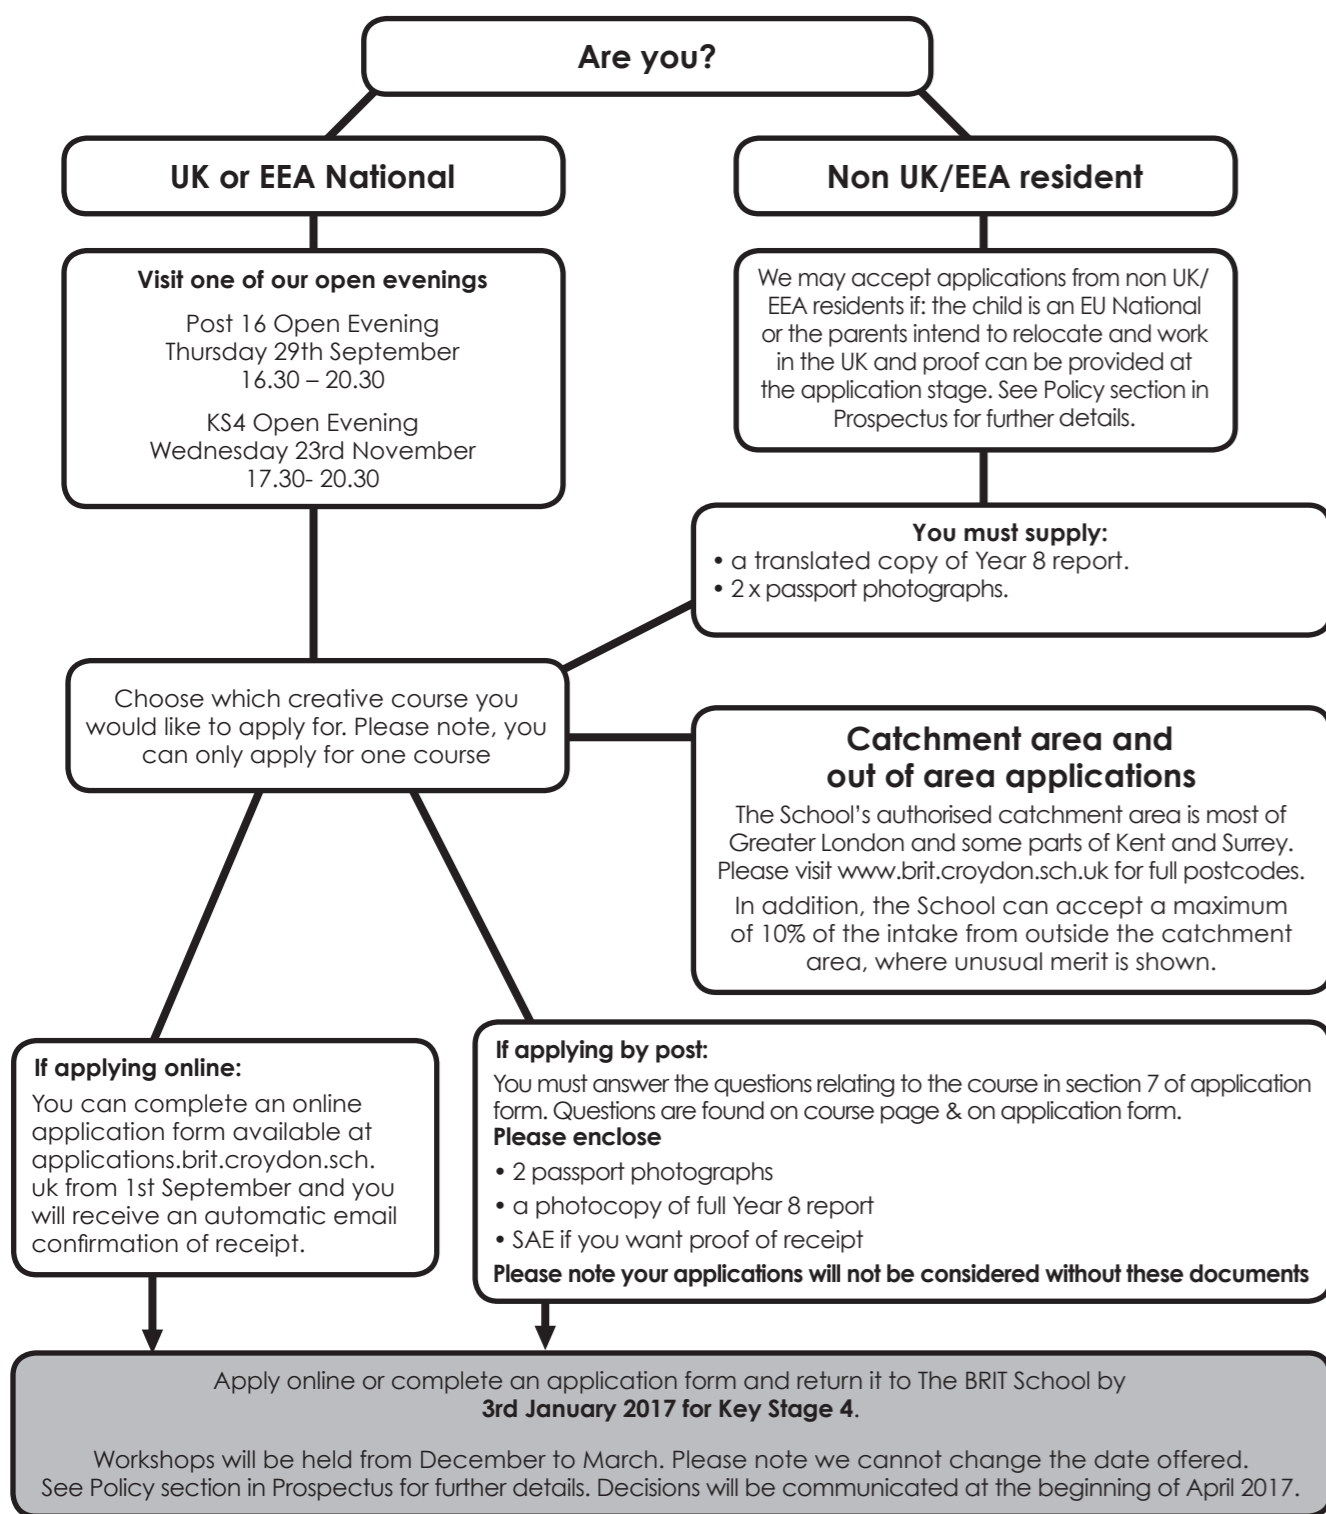 Are you?
UK or EEA National
Non UK/EEA resident
Visit one of our open evenings
Post 16 Open Evening
Thursday 29th September
16.30 – 20.30
KS4 Open Evening
Wednesday 23rd November
17.30- 20.30
We may accept applications from non UK/
EEA residents if: the child is an EU National
or the parents intend to relocate and work
in the UK and proof can be provided at
the application stage. See Policy section in
Prospectus for further details.
You must supply:
• a translated copy of Year 8 report.
• 2 x passport photographs.
Choose which creative course you
would like to apply for. Please note, you
can only apply for one course
Catchment area and
out of area applications
The School's authorised catchment area is most of
Greater London and some parts of Kent and Surrey.
Please visit www.brit.croydon.sch.uk for full postcodes.
In addition, the School can accept a maximum
of 10% of the intake from outside the catchment
area, where unusual merit is shown.
If applying online:
You can complete an online
application form available at
applications.brit.croydon.sch.
uk from 1st September and you
will receive an automatic email
confirmation of receipt.
If applying by post:
You must answer the questions relating to the course in section 7 of application
form. Questions are found on course page & on application form.
Please enclose
• 2 passport photographs
• a photocopy of full Year 8 report
• SAE if you want proof of receipt
Please note your applications will not be considered without these documents
Apply online or complete an application form and return it to The BRIT School by
3rd January 2017 for Key Stage 4.
Workshops will be held from December to March. Please note we cannot change the date offered.
See Policy section in Prospectus for further details. Decisions will be communicated at the beginning of April 2017.